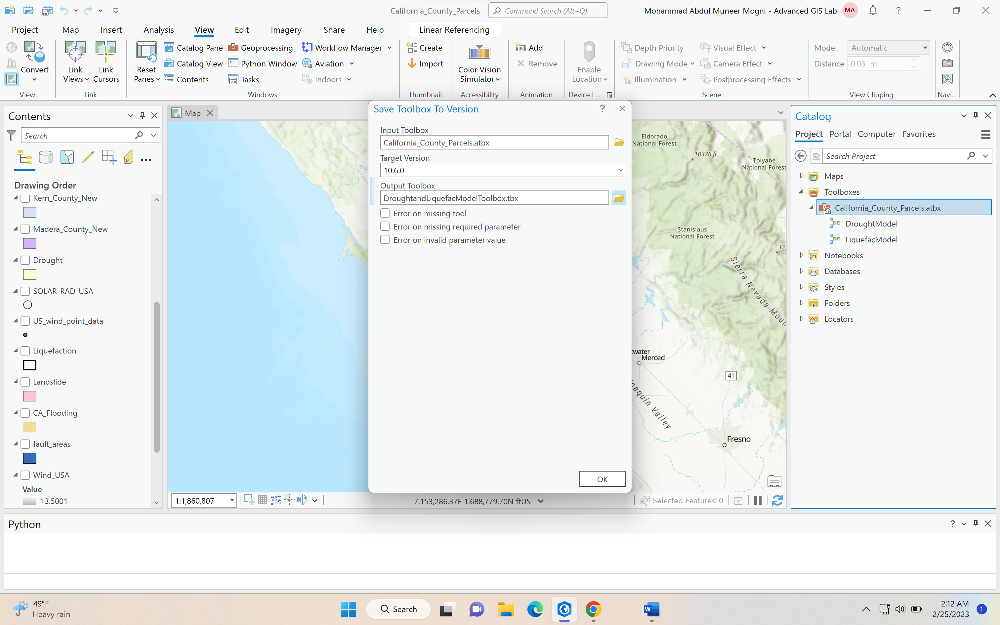 California_County_Parcels
Command Search (Alt+Q)
Mohammad Abdul Muneer Mogni - Advanced GIS Lab
MA
?
Project
Map
Insert
Analysis
View
Edit
Imagery
Share
Help
Linear Referencing
Convert
View
Link
Views
Link
Cursors
Link
Reset
Panes
Catalog Pane
Catalog View
Contents
Geoprocessing
Python Window
Tasks
Workflow Manager
Aviation
Indoors
Windows
Create
Import
Thumbnail
Color Vision
Simulator
Accessibility
Add
Remove
Animation
Enable
Location
Device L...
Depth Priority
Drawing Mode
Illumination
Visual Effect
Camera Effect
Postprocessing Effects
Scene
Mode
Automatic
Distance
0.05 m
View Clipping
Navi...
Contents
Search
Drawing Order
Kern_County_New
Madera_County_New
Drought
SOLAR_RAD_USA
US_wind_point_data
Liquefaction
Landslide
CA_Flooding
fault_areas
Wind_USA
Value
13.5001
Map
Save Toolbox To Version
?
Input Toolbox
California_County_Parcels.atbx
Target Version
10.6.0
Output Toolbox
DroughtandLiquefacModelToolbox.tbx
Error on missing tool
Error on missing required parameter
Error on invalid parameter value
OK
Eldorado
National Forest
10376 ft
Toiyabe
National Forest
Stanislaus
National Forest
Sierra Nevada Moun
twater
Merced
41
Joaquin Valley
Fresno
1:1,860,807
7,153,286.37E 1,688,779.70N ftUS
Selected Features: 0
Catalog
Project
Portal
Computer
Favorites
Search Project
Maps
Toolboxes
California_County_Parcels.atbx
DroughtModel
LiquefacModel
Notebooks
Databases
Styles
Folders
Locators
Python
?
49°F
Heavy rain
Search
2:12 AM
2/25/2023
1